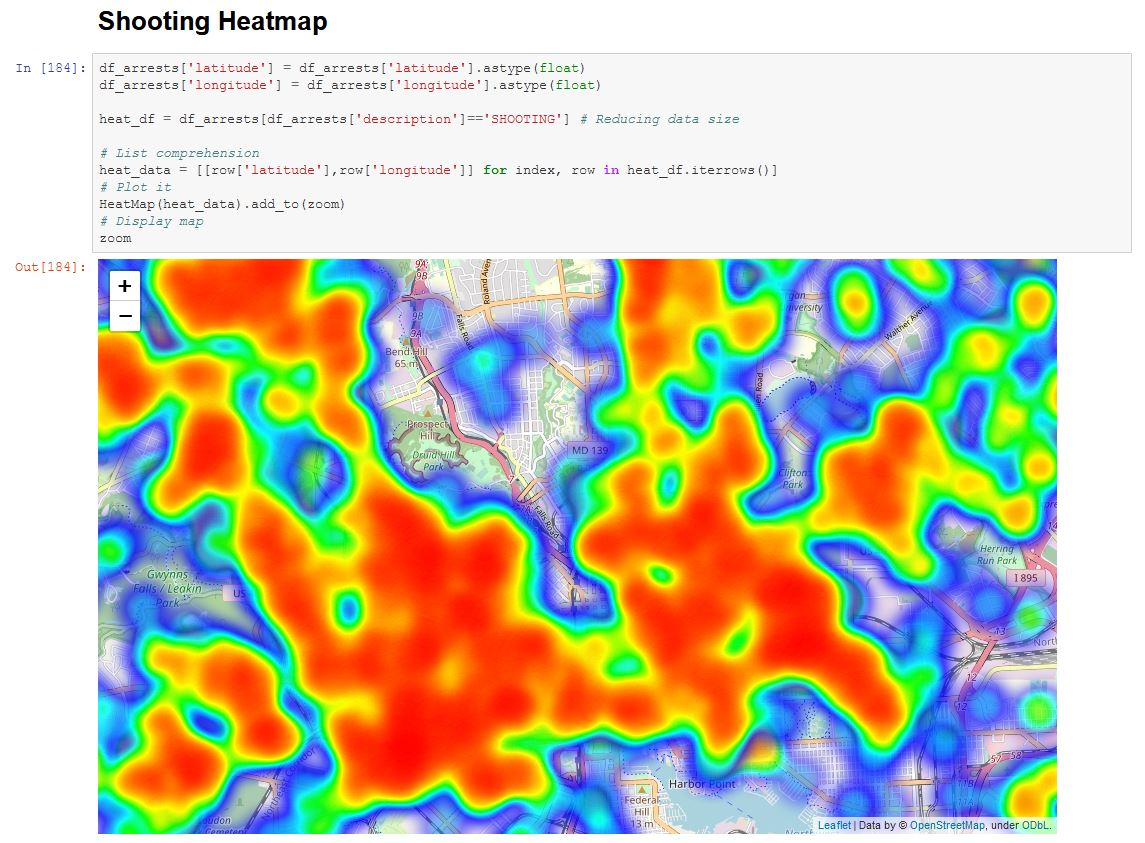 Shooting Heatmap
In [184]:
df_arrests['latitude'] = df_arrests['latitude'].astype(float)
df_arrests['longitude'] = df_arrests['longitude'].astype(float)
heat_df = df_arrests[df_arrests['description']=='SHOOTING'] # Reducing data size
# List comprehension
heat_data = [[row['latitude'],row['longitude']] for index, row in heat_df.iterrows()]
# Plot it
HeatMap(heat_data).add_to(zoom)
# Display map
zoom
Out[184]:
+
−
9A
9B
Roland Aven
9B
9A
Falls Road
Bend Hill
65 m
gan
University
Walther Avenue
Prospect
Hill
Druid Hill
Park
MD 139
7
Falls Road
Clifton
Park
Herring
Run Park
I 895
Gwynns
Falls / Leakin
Park
US
13
North
12
12
57
58
Harbor Point
Federal
Hill
13 m
North
oudon
Cemetery
Leaflet | Data by © OpenStreetMap, under ODbL.